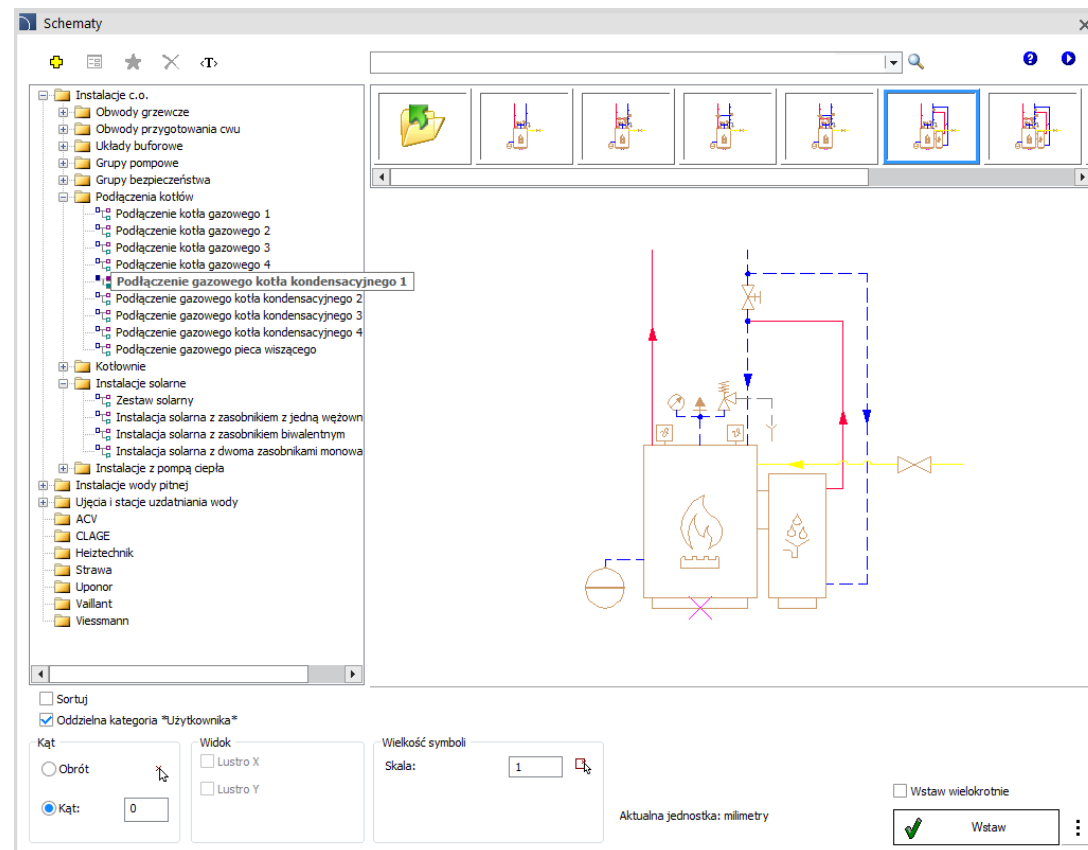 Schematy
‹T›
Instalacje c.o.
Obwody grzewcze
Obwody przygotowania cwu
Układy buforowe
Grupy pompowe
Grupy bezpieczeństwa
Podłączenia kotłów
Podłączenie kotła gazowego 1
Podłączenie kotła gazowego 2
Podłączenie kotła gazowego 3
Podłączenie kotła gazowego 4
Podłączenie gazowego kotła kondensacyjnego 1
Podłączenie gazowego kotła kondensacyjnego 2
Podłączenie gazowego kotła kondensacyjnego 3
Podłączenie gazowego kotła kondensacyjnego 4
Podłączenie gazowego pieca wiszącego
Kotłownie
Instalacje solarne
Zestaw solarny
Instalacja solarna z zasobnikiem z jedną wężown
Instalacja solarna z zasobnikiem biwalentnym
Instalacja solarna z dwoma zasobnikami monowa
Instalacje z pompą ciepła
Instalacje wody pitnej
Ujęcia i stacje uzdatniania wody
ACV
CLAGE
Heiztechnik
Strawa
Uponor
Vaillant
Viessmann
Sortuj
Oddzielna kategoria *Użytkownika*
Kąt
Obrót
Kąt:
0
Widok
Lustro X
Lustro Y
Wielkość symboli
Skala:
1
Aktualna jednostka: milimetry
Wstaw wielokrotnie
Wstaw